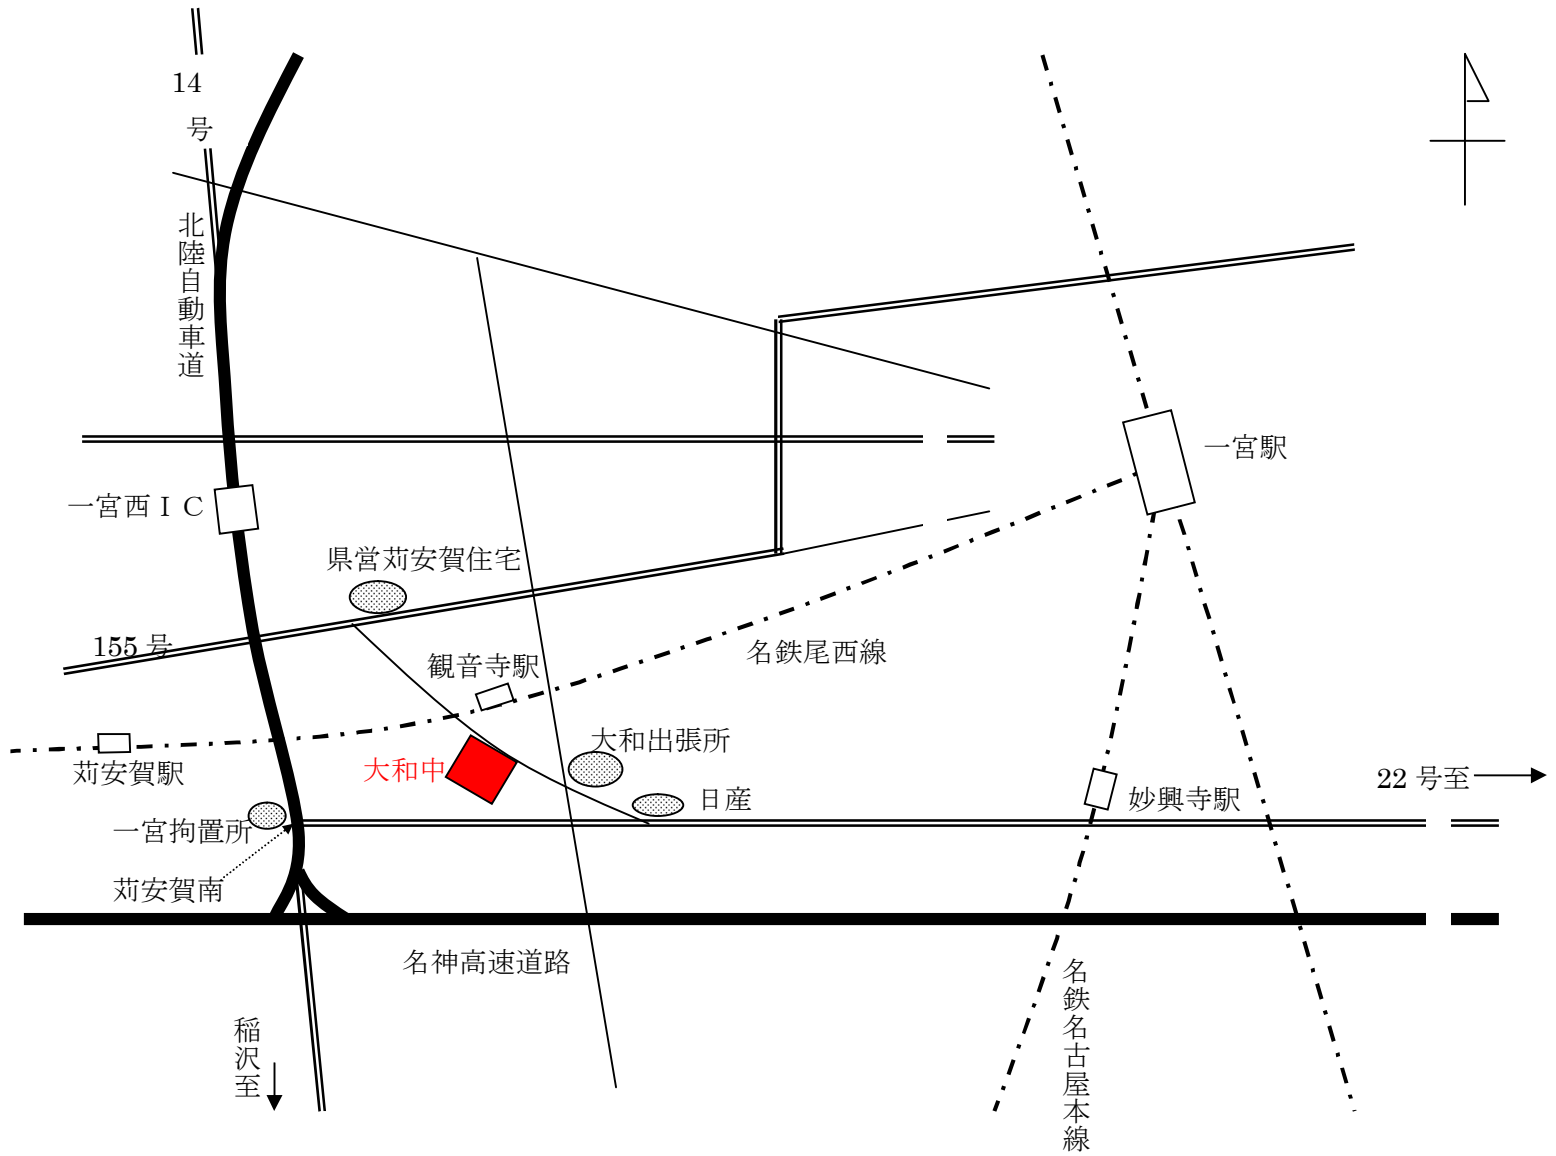 14
号
北陸自動車道
一宮駅
一宮西ＩＣ
県営苅安賀住宅
155 号
観音寺駅
名鉄尾西線
大和出張所
大和中
苅安賀駅
22 号至
日産
妙興寺駅
一宮拘置所
苅安賀南
名神高速道路
名鉄名古屋本線
稲沢至